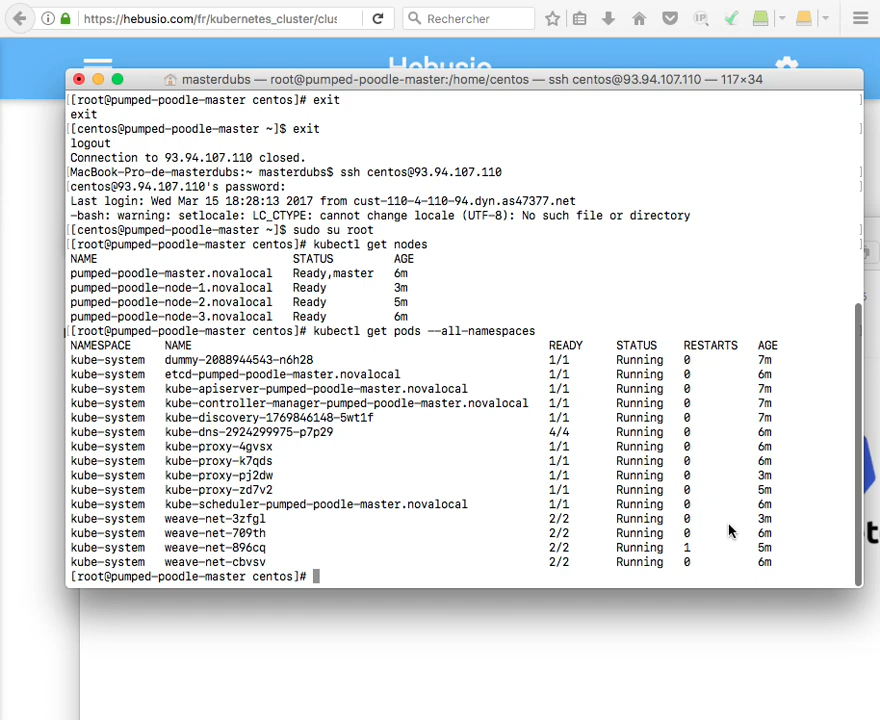 https://hebusio.com/fr/kubernetes_cluster/clus
Rechercher
Hebusio
masterdubs — root@pumped-poodle-master:/home/centos — ssh centos@93.94.107.110 — 117×34
[[root@pumped-poodle-master centos]# exit
exit
[[centos@pumped-poodle-master ~]$ exit
logout
Connection to 93.94.107.110 closed.
[MacBook-Pro-de-masterdubs:~ masterdubs$ ssh centos@93.94.107.110
[centos@93.94.107.110's password:
Last login: Wed Mar 15 18:28:13 2017 from cust-110-4-110-94.dyn.as47377.net
-bash: warning: setlocale: LC_CTYPE: cannot change locale (UTF-8): No such file or directory
[[centos@pumped-poodle-master ~]$ sudo su root
[[root@pumped-poodle-master centos]# kubectl get nodes
NAME STATUS AGE
pumped-poodle-master.novalocal Ready,master 6m
pumped-poodle-node-1.novalocal Ready 3m
pumped-poodle-node-2.novalocal Ready 5m
pumped-poodle-node-3.novalocal Ready 6m
[[root@pumped-poodle-master centos]# kubectl get pods --all-namespaces
NAMESPACE NAME READY STATUS RESTARTS AGE
kube-system dummy-2088944543-n6h28 1/1 Running 0 7m
kube-system etcd-pumped-poodle-master.novalocal 1/1 Running 0 6m
kube-system kube-apiserver-pumped-poodle-master.novalocal 1/1 Running 0 7m
kube-system kube-controller-manager-pumped-poodle-master.novalocal 1/1 Running 0 7m
kube-system kube-discovery-1769846148-5wt1f 1/1 Running 0 7m
kube-system kube-dns-2924299975-p7p29 4/4 Running 0 6m
kube-system kube-proxy-4gvsx 1/1 Running 0 6m
kube-system kube-proxy-k7qds 1/1 Running 0 6m
kube-system kube-proxy-pj2dw 1/1 Running 0 3m
kube-system kube-proxy-zd7v2 1/1 Running 0 5m
kube-system kube-scheduler-pumped-poodle-master.novalocal 1/1 Running 0 6m
kube-system weave-net-3zfgl 2/2 Running 0 3m
kube-system weave-net-709th 2/2 Running 0 6m
kube-system weave-net-896cq 2/2 Running 1 5m
kube-system weave-net-cbvsv 2/2 Running 0 6m
[root@pumped-poodle-master centos]#